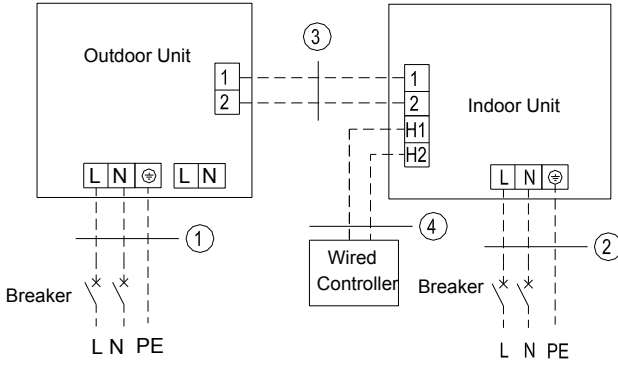 Outdoor Unit
1
2
L N ⏚ L N
3
1
2
H1
H2
Indoor Unit
L N ⏚
1
Breaker
L N PE
4
Wired
Controller
2
Breaker
L N PE